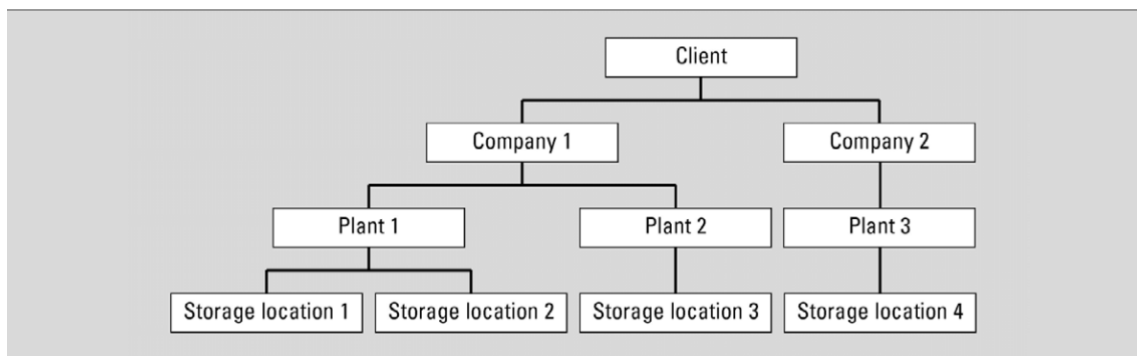 Client
Company 1
Company 2
Plant 1
Plant 2
Plant 3
Storage location 1
Storage location 2
Storage location 3
Storage location 4